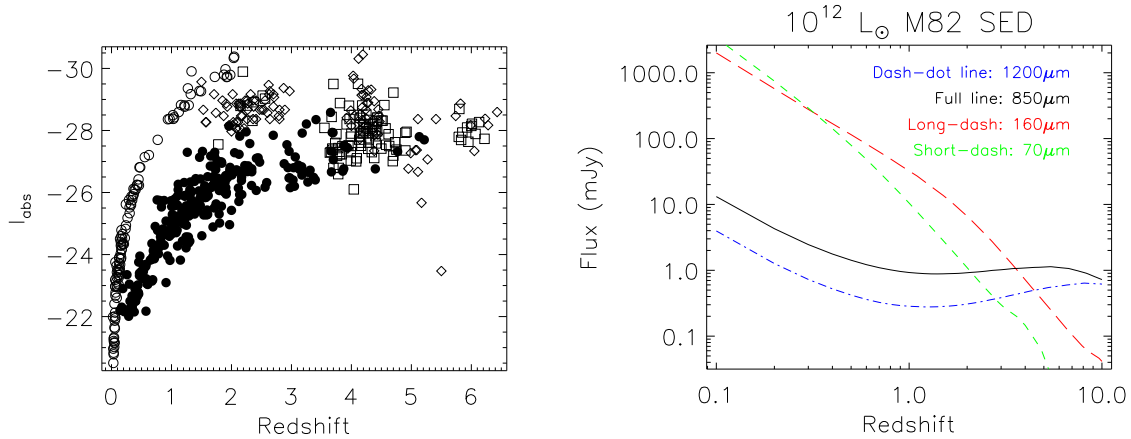 −30
−28
−26
−24
−22
I_abs
0 1 2 3 4 5 6
Redshift
10^12 L_⊙ M82 SED
Dash-dot line: 1200μm
Full line: 850μm
Long-dash: 160μm
Short-dash: 70μm
1000.0
100.0
10.0
1.0
0.1
Flux (mJy)
0.1 1.0 10.0
Redshift